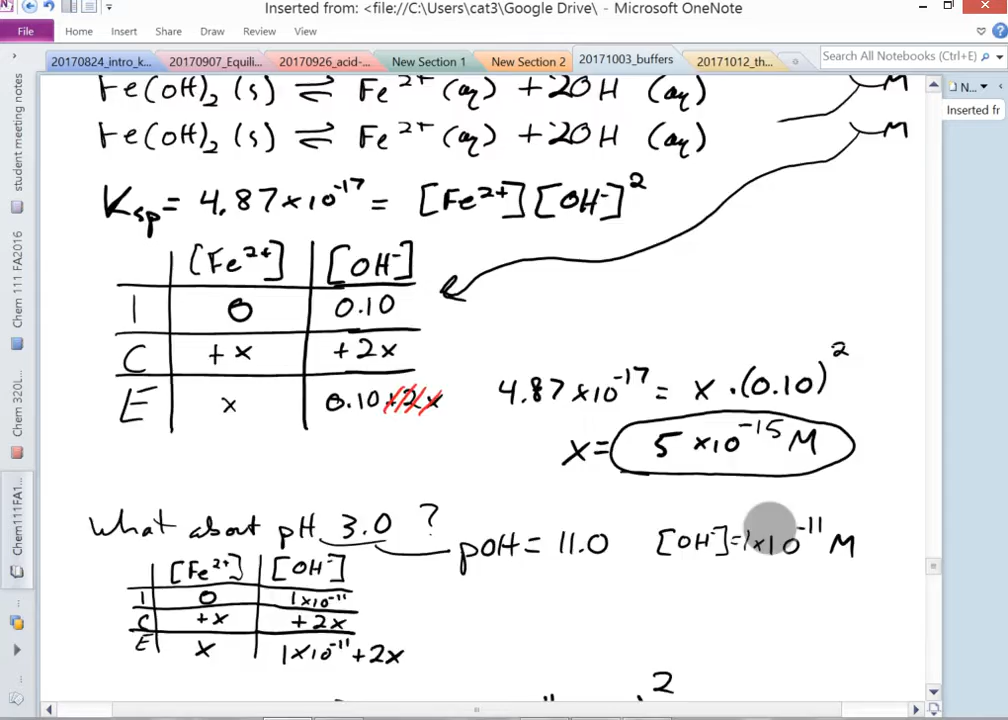 Inserted from: <file://C:\Users\cat3\Google Drive\ - Microsoft OneNote
File Home Insert Share Draw Review View
20170824_intro_k... 20170907_Equili... 20170926_acid-... New Section 1 New Section 2 20171003_buffers 20171012_th... Search All Notebooks (Ctrl+E)
N...
Inserted fr
student meeting notes
Chem 111 FA2016
Chem 320L
Chem111FA1
Fe(OH)₂ (s) ⇌ Fe²⁺ (aq) + 2OH (aq) M
Fe(OH)₂ (s) ⇌ Fe²⁺ (aq) + 2OH (aq) M
Ksp = 4.87×10⁻¹⁷ = [Fe²⁺][OH⁻]²
[Fe²⁺] [OH⁻]
I 0 0.10
C +x +2x
E x 0.10+2x
4.87×10⁻¹⁷ = x·(0.10)²
x = 5×10⁻¹⁵ M
What about pH 3.0 ? pOH = 11.0 [OH⁻]=1×10⁻¹¹ M
[Fe²⁺] [OH⁻]
I 0 1×10⁻¹¹
C +x +2x
E x 1×10⁻¹¹+2x
2